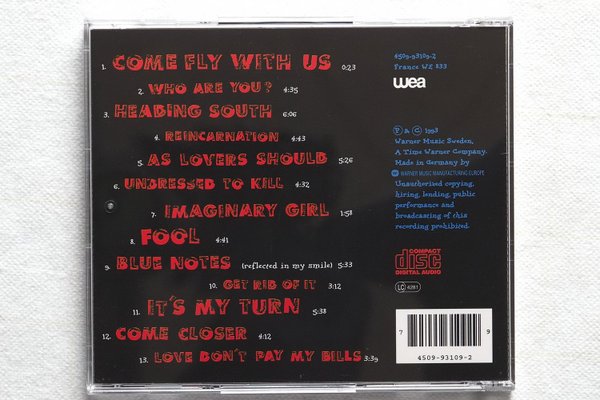 1. COME FLY WITH US 0:23
2. WHO ARE YOU? 4:35
3. HEADING SOUTH 6:06
4. REINCARNATION 4:43
5. AS LOVERS SHOULD 5:26
6. UNDRESSED TO KILL 4:32
7. IMAGINARY GIRL 1:58
8. FOOL 4:41
9. BLUE NOTES (reflected in my smile) 5:33
10. GET RID OF IT 3:12
11. IT'S MY TURN 5:38
12. COME CLOSER 4:12
13. LOVE DON'T PAY MY BILLS 3:39
4509-93109-2
France WE 833
wea
P & C 1993
Warner Music Sweden,
A Time Warner Company.
Made in Germany by
WARNER MUSIC MANUFACTURING EUROPE
Unauthorized copying,
hiring, lending, public
performance and
broadcasting of this
recording prohibited.
COMPACT
disc
DIGITAL AUDIO
LC 4281
7 9
4509-93109-2